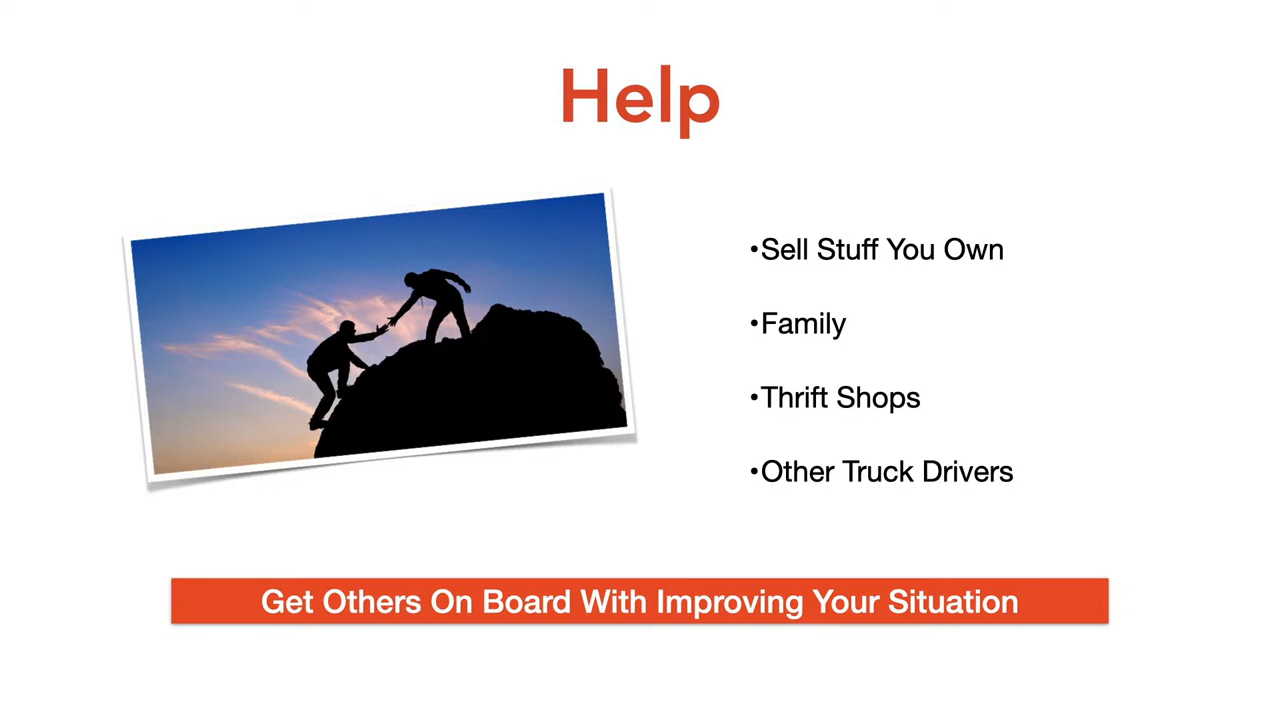 Help
•Sell Stuff You Own
•Family
•Thrift Shops
•Other Truck Drivers
Get Others On Board With Improving Your Situation